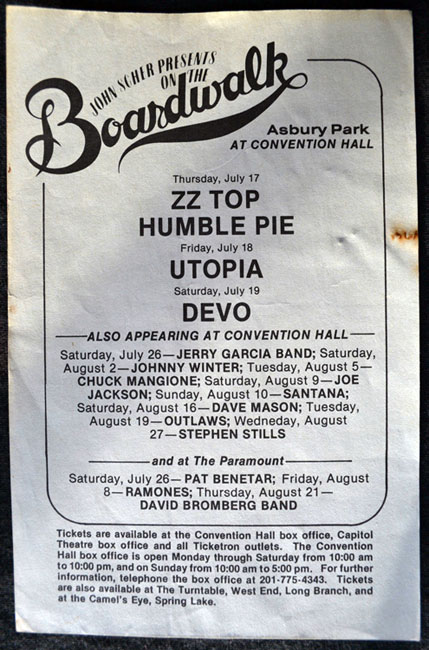 JOHN SCHER PRESENTS
ON THE
Boardwalk
Asbury Park
AT CONVENTION HALL
Thursday, July 17
ZZ TOP
HUMBLE PIE
Friday, July 18
UTOPIA
Saturday, July 19
DEVO
ALSO APPEARING AT CONVENTION HALL
Saturday, July 26—JERRY GARCIA BAND; Saturday,
August 2—JOHNNY WINTER; Tuesday, August 5—
CHUCK MANGIONE; Saturday, August 9—JOE
JACKSON; Sunday, August 10—SANTANA;
Saturday, August 16—DAVE MASON; Tuesday,
August 19—OUTLAWS; Wedneday, August
27—STEPHEN STILLS
and at The Paramount
Saturday, July 26—PAT BENETAR; Friday, August
8—RAMONES; Thursday, August 21—
DAVID BROMBERG BAND
Tickets are available at the Convention Hall box office, Capitol
Theatre box office and all Ticketron outlets. The Convention
Hall box office is open Monday through Saturday from 10:00 am
to 10:00 pm, and on Sunday from 10:00 am to 5:00 pm. For further
information, telephone the box office at 201-775-4343. Tickets
are also available at The Turntable, West End, Long Branch, and
at the Camel's Eye, Spring Lake.